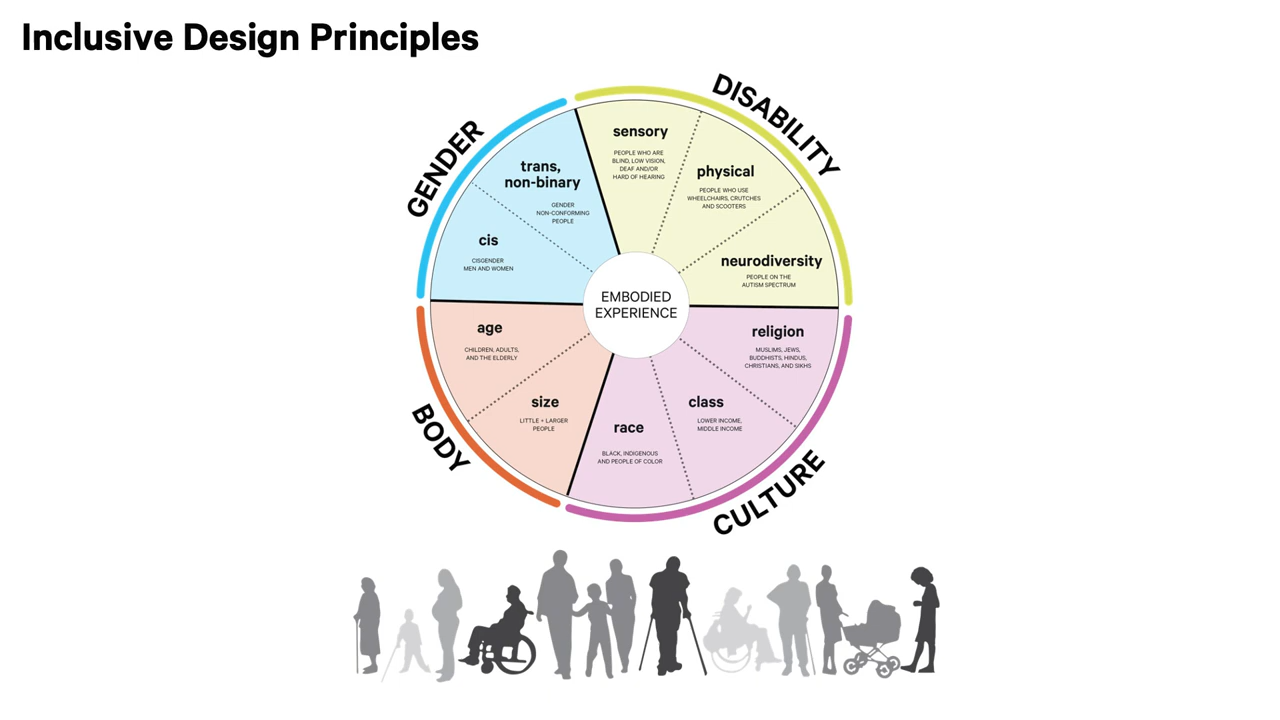 Inclusive Design Principles
GENDER
DISABILITY
sensory
PEOPLE WHO ARE
BLIND, LOW VISION,
DEAF AND/OR
HARD OF HEARING
physical
PEOPLE WHO USE
WHEELCHAIRS, CRUTCHES
AND SCOOTERS
neurodiversity
PEOPLE ON THE
AUTISM SPECTRUM
trans,
non-binary
GENDER
NON-CONFORMING
PEOPLE
cis
CISGENDER
MEN AND WOMEN
EMBODIED
EXPERIENCE
age
CHILDREN, ADULTS,
AND THE ELDERLY
size
LITTLE + LARGER
PEOPLE
BODY
religion
MUSLIMS, JEWS,
BUDDHISTS, HINDUS,
CHRISTIANS, AND SIKHS
class
LOWER INCOME,
MIDDLE INCOME
race
BLACK, INDIGENOUS
AND PEOPLE OF COLOR
CULTURE